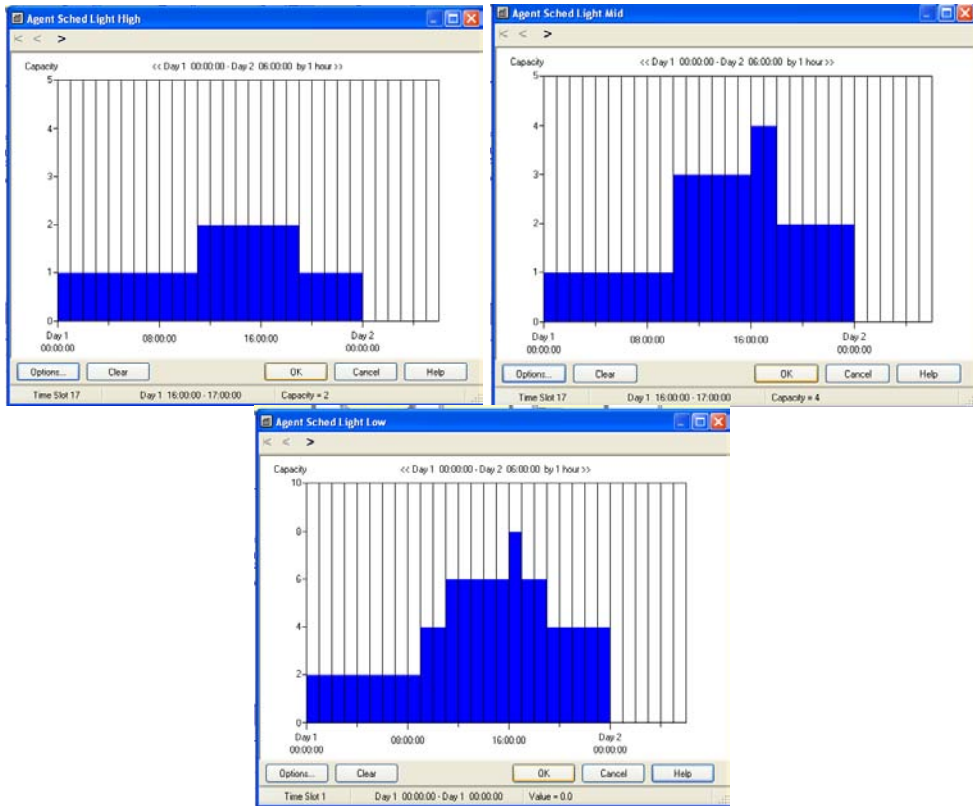 Agent Sched Light High
Capacity << Day 1 00:00:00 - Day 2 06:00:00 by 1 hour >>
5
4
3
2
1
0
Day 1 08:00:00 16:00:00 Day 2
00:00:00 00:00:00
Options... Clear OK Cancel Help
Time Slot 17 Day 1 16:00:00 - 17:00:00 Capacity = 2
Agent Sched Light Mid
Capacity << Day 1 00:00:00 - Day 2 06:00:00 by 1 hour >>
5
4
3
2
1
0
Day 1 08:00:00 16:00:00 Day 2
00:00:00 00:00:00
Options... Clear OK Cancel Help
Time Slot 17 Day 1 16:00:00 - 17:00:00 Capacity = 4
Agent Sched Light Low
Capacity << Day 1 00:00:00 - Day 2 06:00:00 by 1 hour >>
10
8
6
4
2
0
Day 1 08:00:00 16:00:00 Day 2
00:00:00 00:00:00
Options... Clear OK Cancel Help
Time Slot 1 Day 1 00:00:00 - Day 1 00:00:00 Value = 0.0